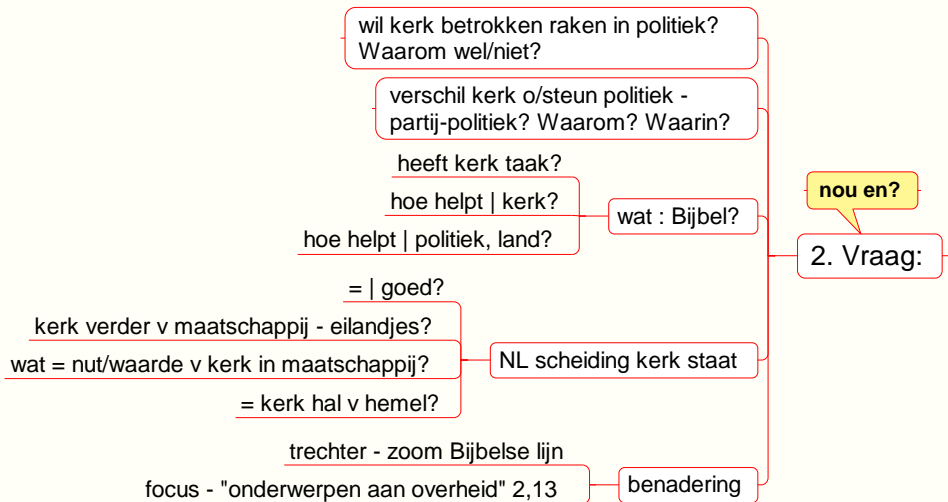 nou en?
2. Vraag:
wil kerk betrokken raken in politiek?
Waarom wel/niet?
verschil kerk o/steun politiek -
partij-politiek? Waarom? Waarin?
wat : Bijbel?
heeft kerk taak?
hoe helpt | kerk?
hoe helpt | politiek, land?
NL scheiding kerk staat
= | goed?
kerk verder v maatschappij - eilandjes?
wat = nut/waarde v kerk in maatschappij?
= kerk hal v hemel?
benadering
trechter - zoom Bijbelse lijn
focus - "onderwerpen aan overheid" 2,13